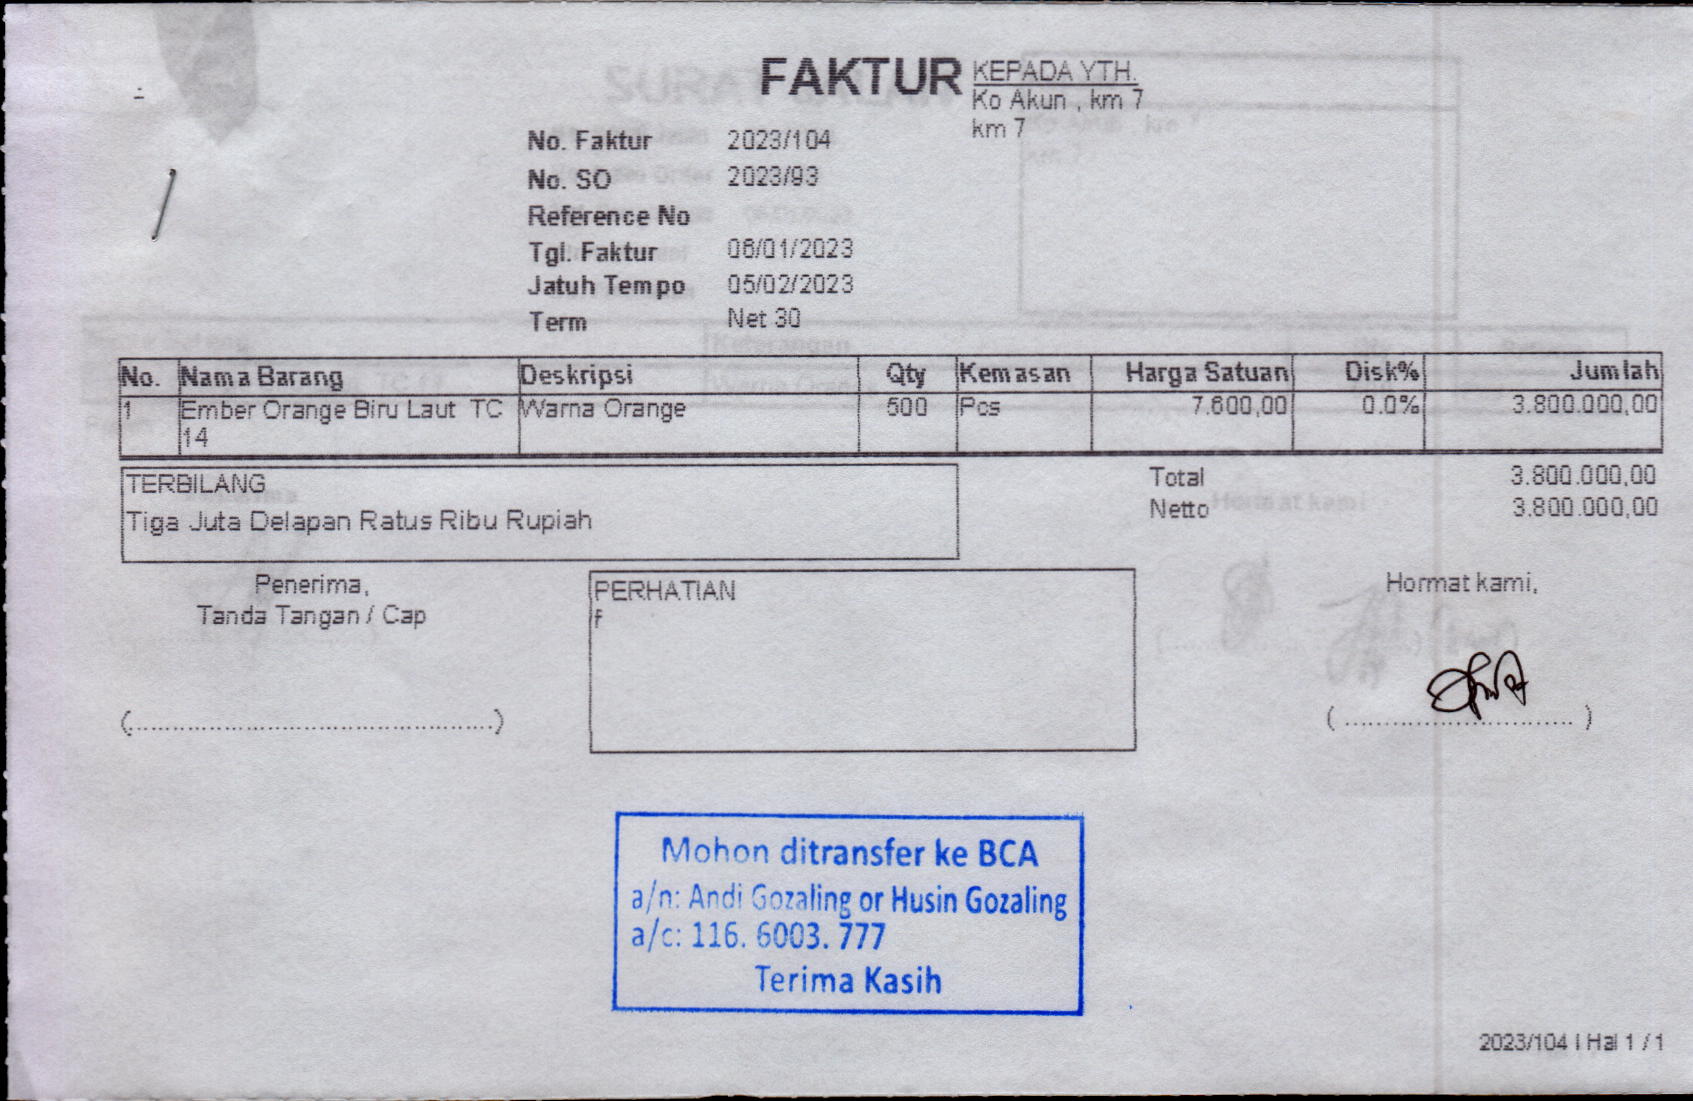 FAKTUR
KEPADA YTH.
Ko Akun , km 7
km 7
No. Faktur 2023/104
No. SO 2023/93
Reference No
Tgl. Faktur 06/01/2023
Jatuh Tempo 05/02/2023
Term Net 30
No. Nama Barang Deskripsi Qty Kemasan Harga Satuan Disk% Jumlah
1 Ember Orange Biru Laut TC 14 Warna Orange 500 Pcs 7.600,00 0.0% 3.800.000,00
TERBILANG
Tiga Juta Delapan Ratus Ribu Rupiah
Total 3.800.000,00
Netto 3.800.000,00
Penerima,
Tanda Tangan / Cap
(..........................................)
PERHATIAN
f
Hormat kami,
( ............................ )
Mohon ditransfer ke BCA
a/n: Andi Gozaling or Husin Gozaling
a/c: 116. 6003. 777
Terima Kasih
2023/104 | Hal 1 / 1